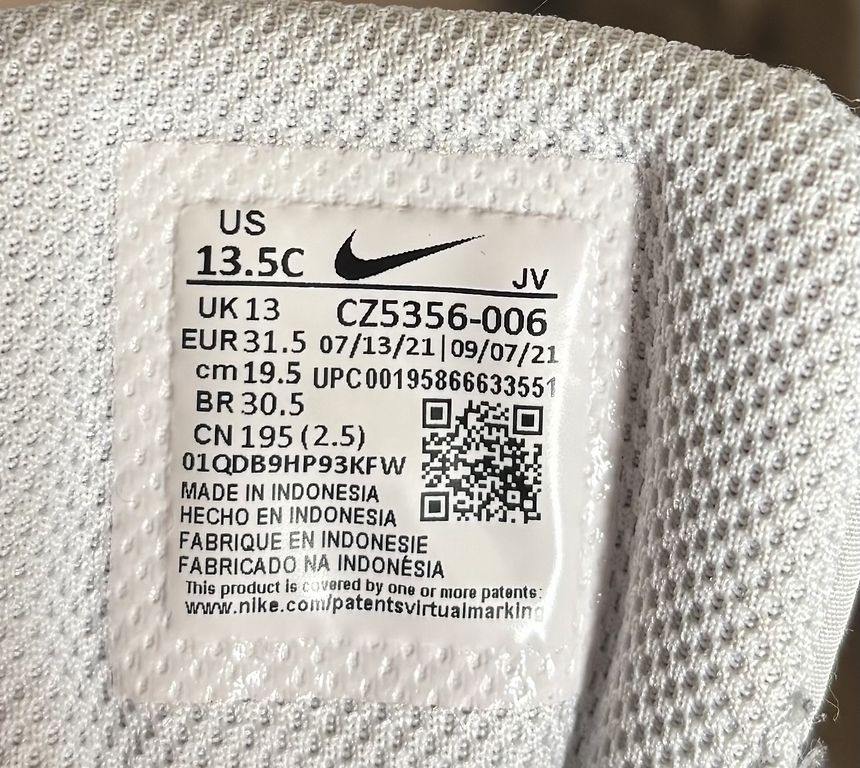 US
13.5C
JV
UK 13
CZ5356-006
EUR 31.5
07/13/21|09/07/21
cm 19.5
UPC00195866633551
BR 30.5
CN 195 (2.5)
01QDB9HP93KFW
MADE IN INDONESIA
HECHO EN INDONESIA
FABRIQUE EN INDONESIE
FABRICADO NA INDONÉSIA
This product is covered by one or more patents:
www.nike.com/patentsvirtualmarking